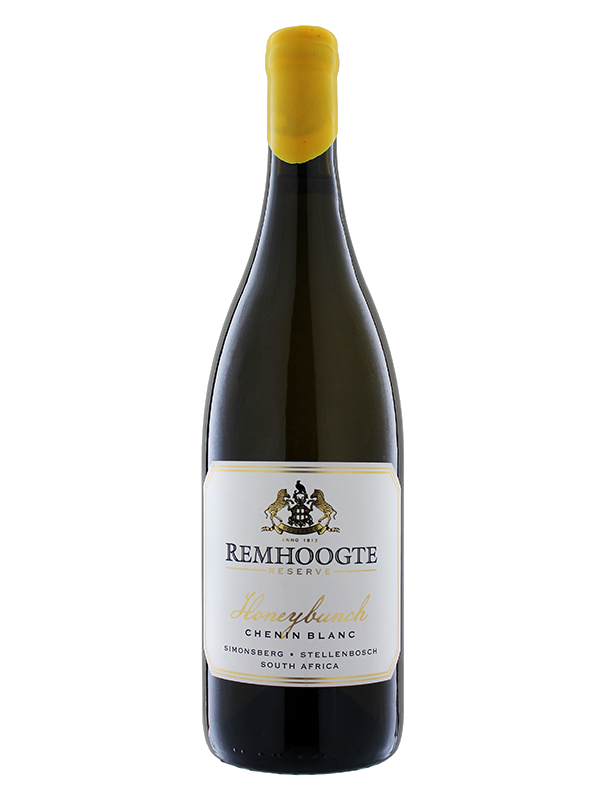 ANNO 1812
REMHOOGTE
RESERVE
Honeybunch
CHENIN BLANC
SIMONSBERG • STELLENBOSCH
SOUTH AFRICA